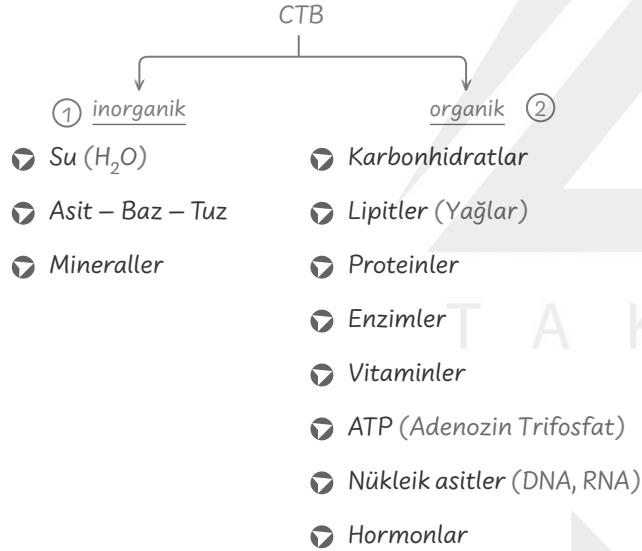 CTB
1 inorganik
Su (H₂O)
Asit – Baz – Tuz
Mineraller
organik 2
Karbonhidratlar
Lipitler (Yağlar)
Proteinler
Enzimler
Vitaminler
ATP (Adenozin Trifosfat)
Nükleik asitler (DNA, RNA)
Hormonlar